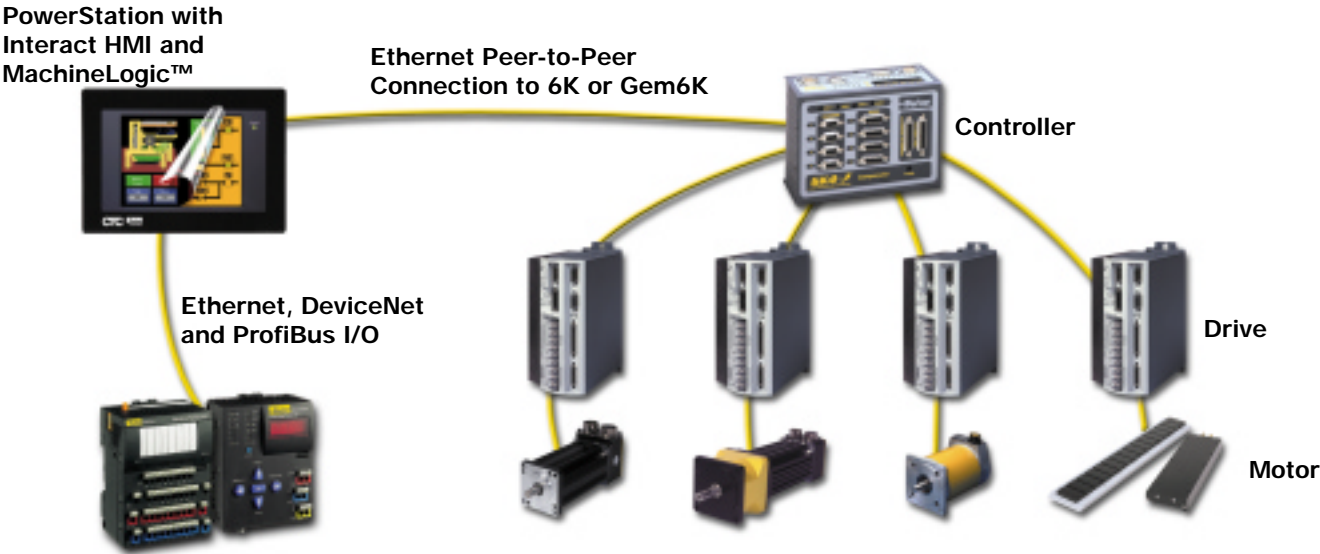 PowerStation with
Interact HMI and
MachineLogic™
Ethernet Peer-to-Peer
Connection to 6K or Gem6K
Controller
Ethernet, DeviceNet
and ProfiBus I/O
Drive
Motor
CTC